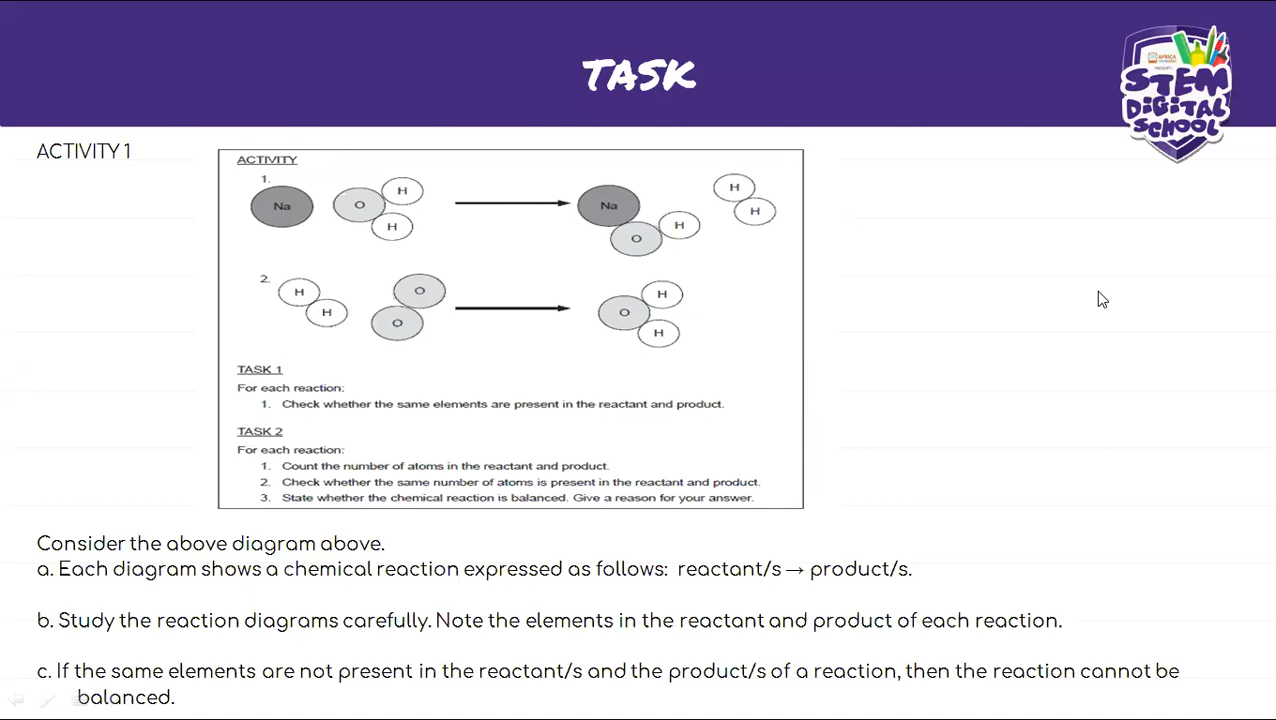 TASK
AFRICA
STEM
DIGITAL
SCHOOL
ACTIVITY 1
ACTIVITY
1.
Na O H H Na O H H H
2.
H H O O O H H
TASK 1
For each reaction:
1. Check whether the same elements are present in the reactant and product.
TASK 2
For each reaction:
1. Count the number of atoms in the reactant and product.
2. Check whether the same number of atoms is present in the reactant and product.
3. State whether the chemical reaction is balanced. Give a reason for your answer.
Consider the above diagram above.
a. Each diagram shows a chemical reaction expressed as follows: reactant/s → product/s.
b. Study the reaction diagrams carefully. Note the elements in the reactant and product of each reaction.
c. If the same elements are not present in the reactant/s and the product/s of a reaction, then the reaction cannot be
balanced.